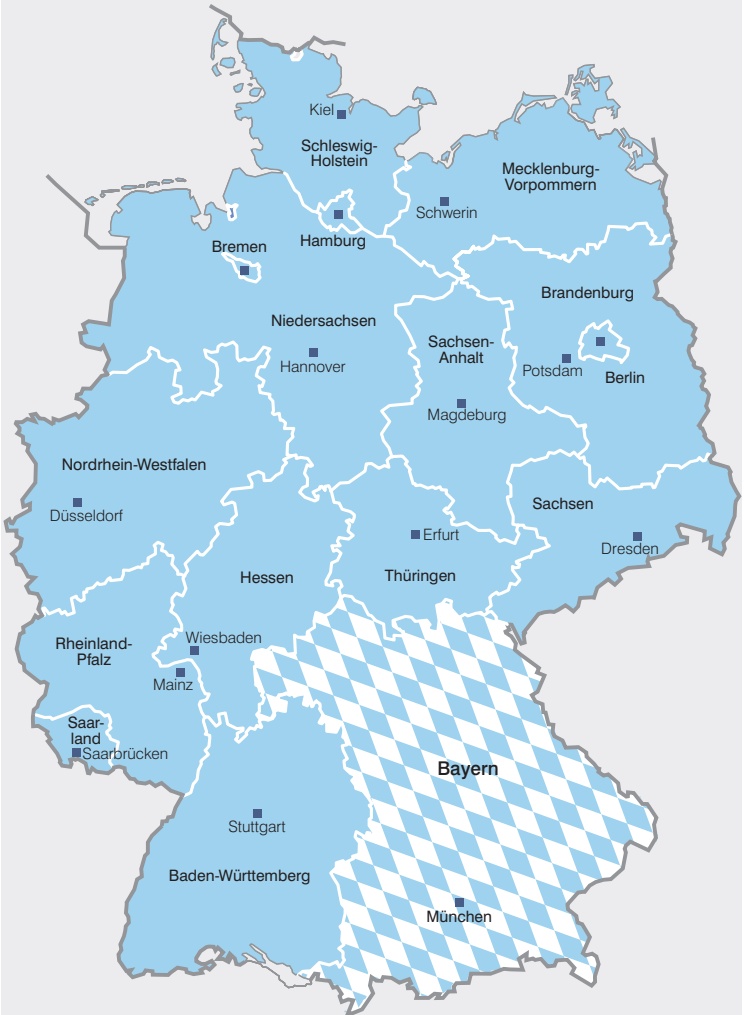 Kiel
Schleswig-
Holstein
Mecklenburg-
Vorpommern
Schwerin
Hamburg
Bremen
Brandenburg
Niedersachsen
Sachsen-
Anhalt
Hannover
Potsdam
Berlin
Magdeburg
Nordrhein-Westfalen
Sachsen
Düsseldorf
Erfurt
Dresden
Hessen
Thüringen
Rheinland-
Pfalz
Wiesbaden
Mainz
Saar-
land
Saarbrücken
Bayern
Stuttgart
Baden-Württemberg
München